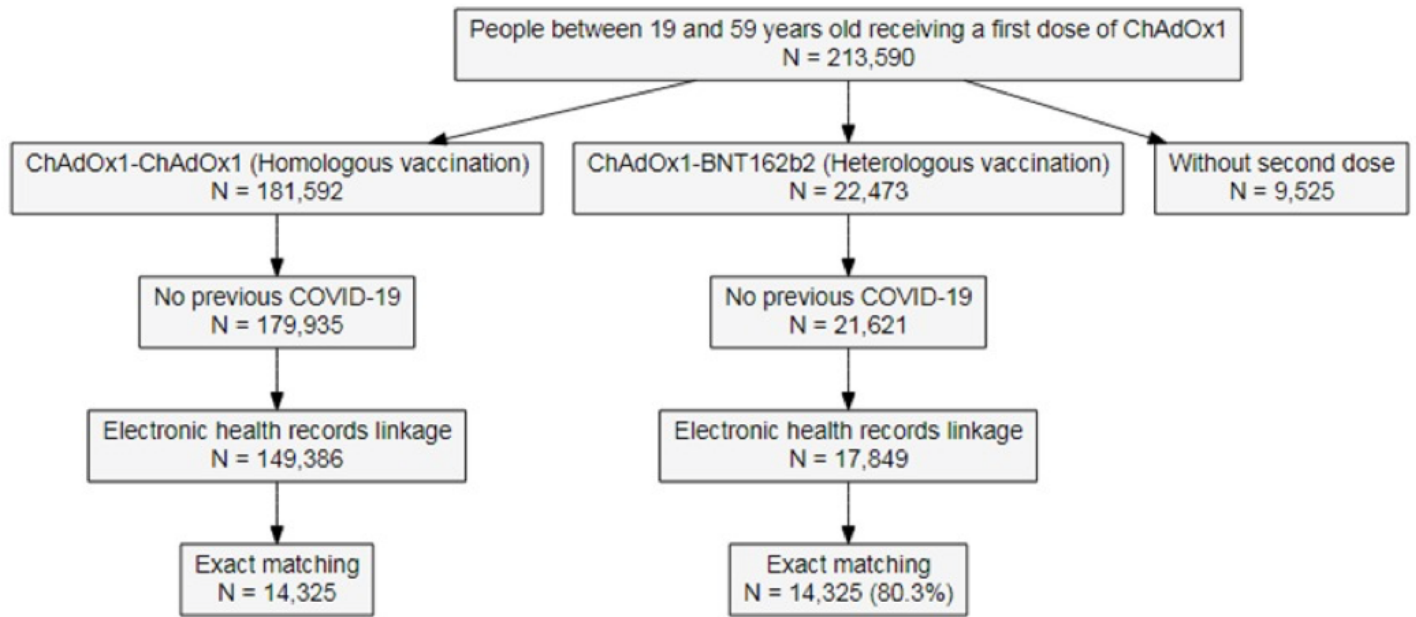 People between 19 and 59 years old receiving a first dose of ChAdOx1
N = 213,590
ChAdOx1-ChAdOx1 (Homologous vaccination)
N = 181,592
ChAdOx1-BNT162b2 (Heterologous vaccination)
N = 22,473
Without second dose
N = 9,525
No previous COVID-19
N = 179,935
No previous COVID-19
N = 21,621
Electronic health records linkage
N = 149,386
Electronic health records linkage
N = 17,849
Exact matching
N = 14,325
Exact matching
N = 14,325 (80.3%)